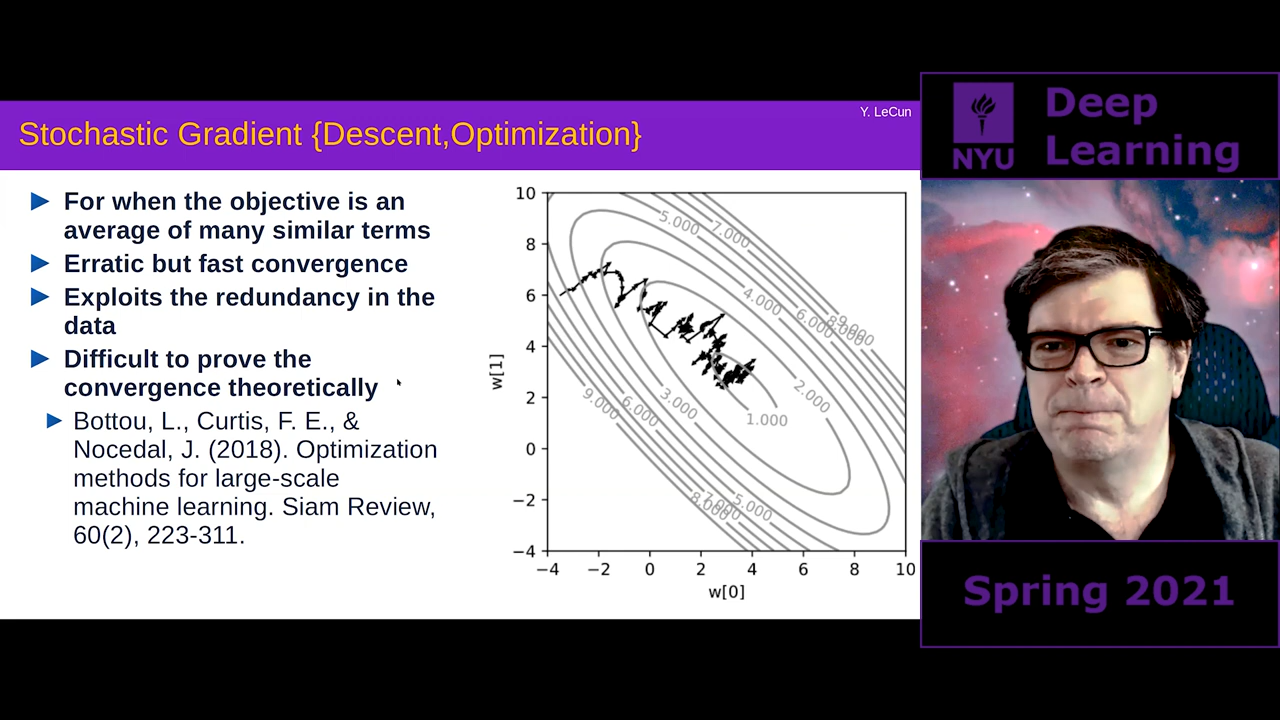 Y. LeCun
Stochastic Gradient {Descent,Optimization}
For when the objective is an
average of many similar terms
Erratic but fast convergence
Exploits the redundancy in the
data
Difficult to prove the
convergence theoretically
Bottou, L., Curtis, F. E., &
Nocedal, J. (2018). Optimization
methods for large-scale
machine learning. Siam Review,
60(2), 223-311.
10
8
6
4
2
0
−2
−4
w[1]
5.000
7.000
4.000
6.000
9.000
2.000
3.000
1.000
9.000
6.000
5.000
7.000
8.000
−4 −2 0 2 4 6 8 10
w[0]
NYU
Deep
Learning
Spring 2021